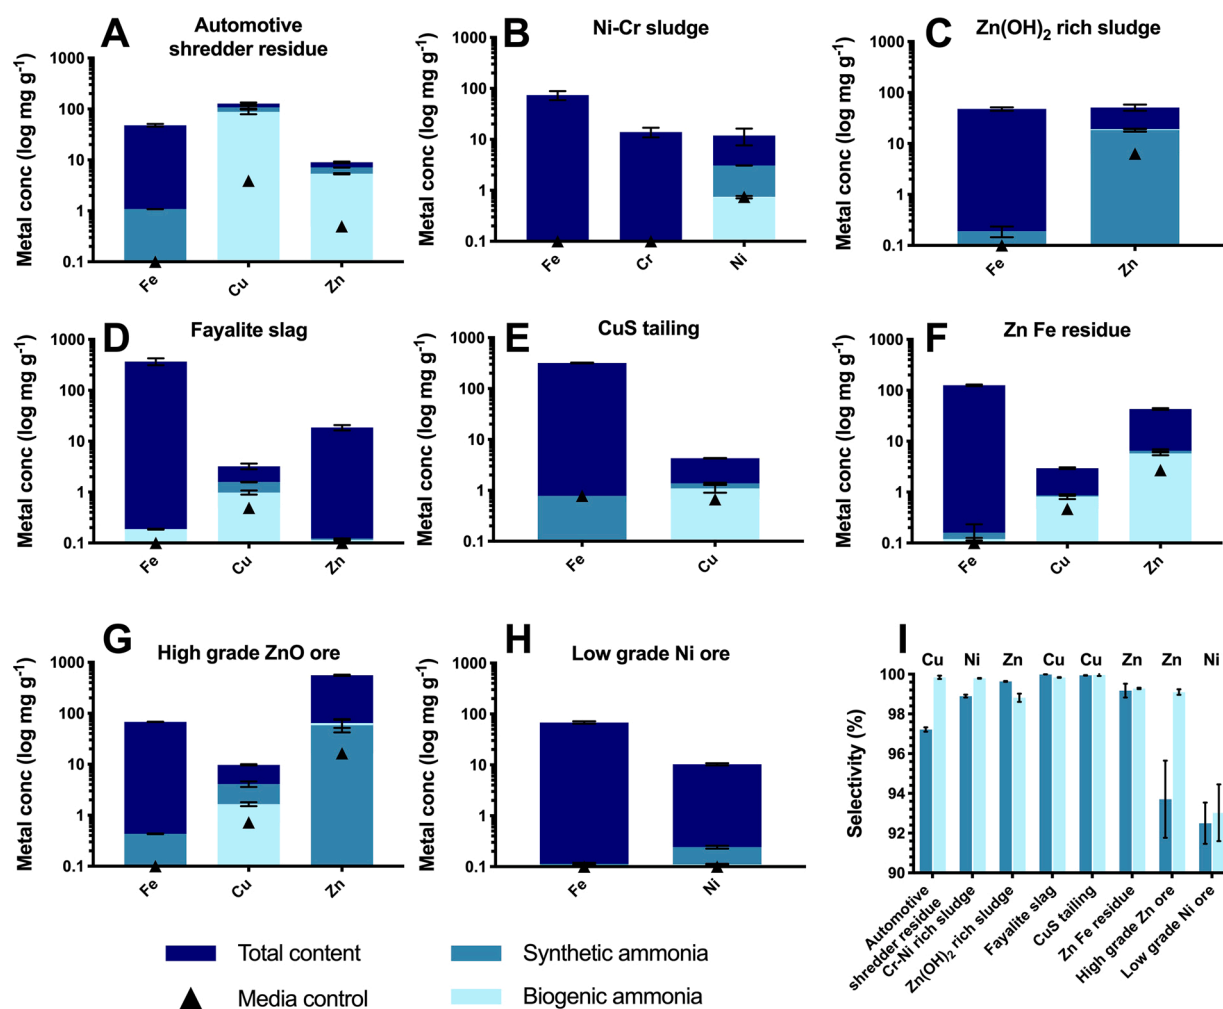 A
Automotive
shredder residue
Metal conc (log mg g⁻¹)
1000
100
10
1
0.1
Fe
Cu
Zn
B
Ni-Cr sludge
Metal conc (log mg g⁻¹)
1000
100
10
1
0.1
Fe
Cr
Ni
C
Zn(OH)₂ rich sludge
Metal conc (log mg g⁻¹)
1000
100
10
1
0.1
Fe
Zn
D
Fayalite slag
Metal conc (log mg g⁻¹)
1000
100
10
1
0.1
Fe
Cu
Zn
E
CuS tailing
Metal conc (log mg g⁻¹)
1000
100
10
1
0.1
Fe
Cu
F
Zn Fe residue
Metal conc (log mg g⁻¹)
1000
100
10
1
0.1
Fe
Cu
Zn
G
High grade ZnO ore
Metal conc (log mg g⁻¹)
1000
100
10
1
0.1
Fe
Cu
Zn
H
Low grade Ni ore
Metal conc (log mg g⁻¹)
1000
100
10
1
0.1
Fe
Ni
I
Cu Ni Zn Cu Cu Zn Zn Ni
Selectivity (%)
100
98
96
94
92
90
Automotive
shredder residue
Cr-Ni rich sludge
Zn(OH)₂ rich sludge
Fayalite slag
CuS tailing
Zn Fe residue
High grade Zn ore
Low grade Ni ore
Total content
Synthetic ammonia
Media control
Biogenic ammonia